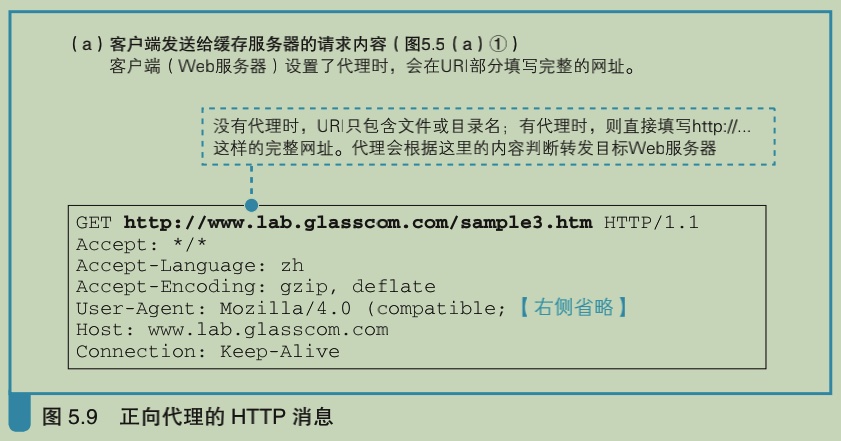 （a）客户端发送给缓存服务器的请求内容（图5.5（a）①）
客户端（Web服务器）设置了代理时，会在URI部分填写完整的网址。
没有代理时，URI只包含文件或目录名；有代理时，则直接填写http://...
这样的完整网址。代理会根据这里的内容判断转发目标Web服务器
GET http://www.lab.glasscom.com/sample3.htm HTTP/1.1
Accept: */*
Accept-Language: zh
Accept-Encoding: gzip, deflate
User-Agent: Mozilla/4.0 (compatible;【右侧省略】
Host: www.lab.glasscom.com
Connection: Keep-Alive
图 5.9 正向代理的 HTTP 消息